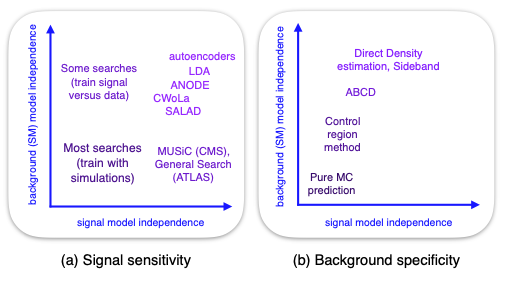 background (SM) model independence
autoencoders
LDA
ANODE
CWoLa
SALAD
Some searches
(train signal
versus data)
Most searches
(train with
simulations)
MUSiC (CMS),
General Search
(ATLAS)
signal model independence
(a) Signal sensitivity
background (SM) model independence
Direct Density
estimation, Sideband
ABCD
Control
region
method
Pure MC
prediction
signal model independence
(b) Background specificity